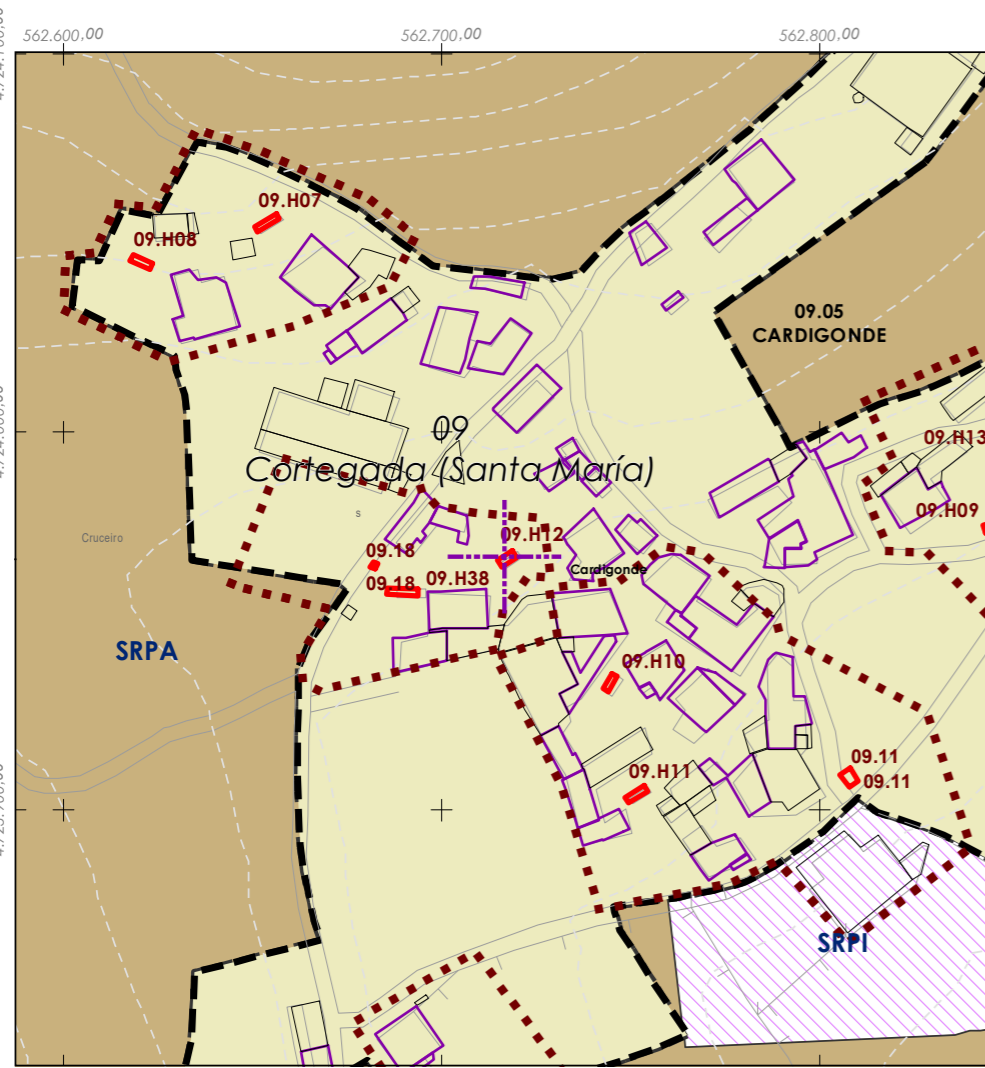 562.600,00
562.700,00
562.800,00
09.H07
09.H08
09.05
CARDIGONDE
09
Cortegada (Santa María)
09.H13
09.H09
s
Cruceiro
09.H12
09.18
Cardigonde
09.18
09.H38
SRPA
09.H10
09.11
09.11
09.H11
SRPI